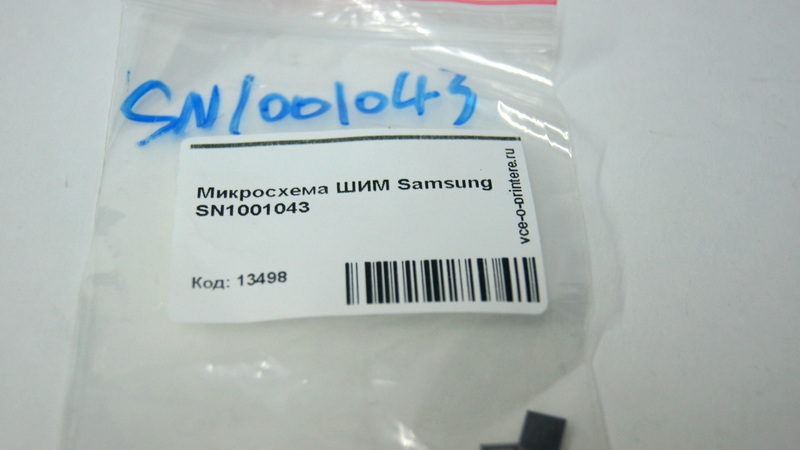 SN1001043
Микросхема ШИМ Samsung
SN1001043
Код: 13498
vce-o-printere.ru